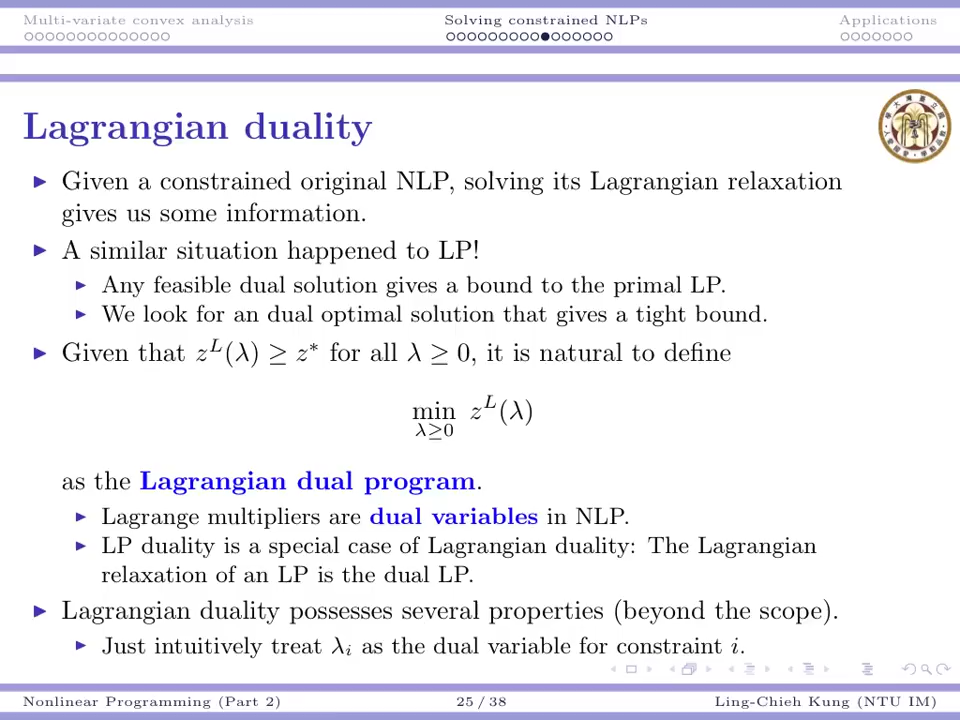 Multi-variate convex analysis Solving constrained NLPs Applications
Lagrangian duality
Given a constrained original NLP, solving its Lagrangian relaxation
gives us some information.
A similar situation happened to LP!
Any feasible dual solution gives a bound to the primal LP.
We look for an dual optimal solution that gives a tight bound.
Given that z^L(λ) ≥ z* for all λ ≥ 0, it is natural to define
min z^L(λ)
λ≥0
as the Lagrangian dual program.
Lagrange multipliers are dual variables in NLP.
LP duality is a special case of Lagrangian duality: The Lagrangian
relaxation of an LP is the dual LP.
Lagrangian duality possesses several properties (beyond the scope).
Just intuitively treat λ_i as the dual variable for constraint i.
Nonlinear Programming (Part 2) 25 / 38 Ling-Chieh Kung (NTU IM)